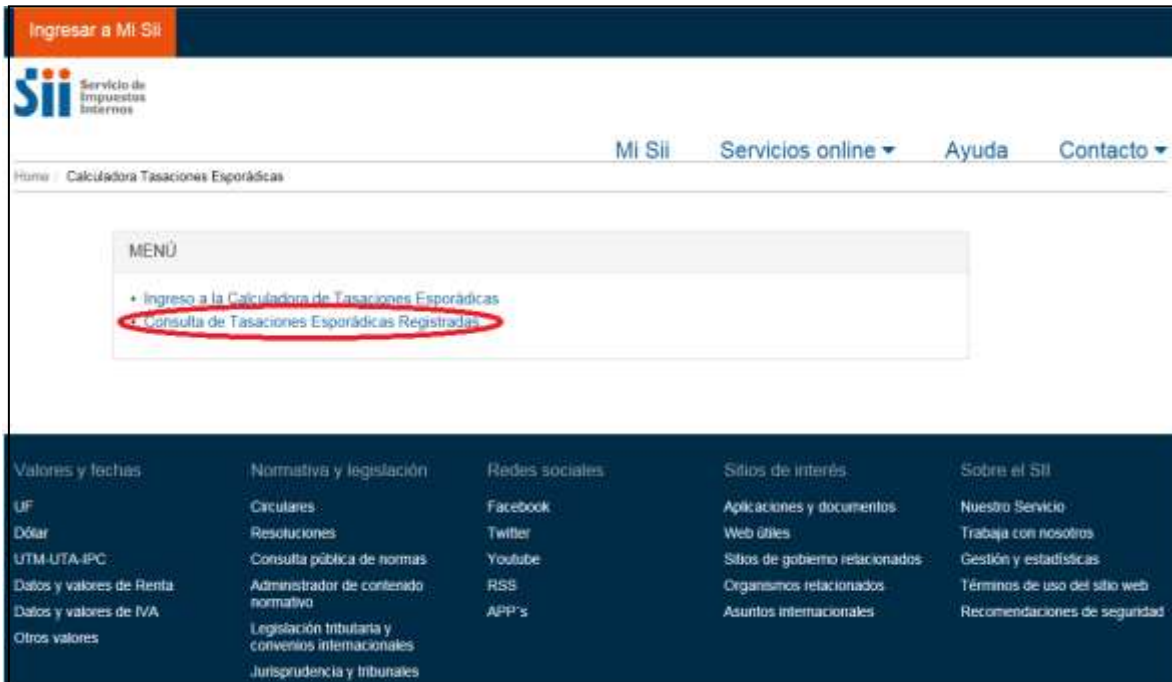 Ingresar a Mi Sii
Sii Servicio de
Impuestos
Internos
Mi Sii Servicios online Ayuda Contacto
Home / Calculadora Tasaciones Esporádicas
MENÚ
• Ingreso a la Calculadora de Tasaciones Esporádicas
• Consulta de Tasaciones Esporádicas Registradas
Valores y fechas
UF
Dólar
UTM-UTA-IPC
Datos y valores de Renta
Datos y valores de IVA
Otros valores
Normativa y legislación
Circulares
Resoluciones
Consulta pública de normas
Administrador de contenido
normativo
Legislación tributaria y
convenios internacionales
Jurisprudencia y tribunales
Redes sociales
Facebook
Twitter
Youtube
RSS
APP's
Sitios de interés
Aplicaciones y documentos
Web útiles
Sitios de gobierno relacionados
Organismos relacionados
Asuntos internacionales
Sobre el SII
Nuestro Servicio
Trabaja con nosotros
Gestión y estadísticas
Términos de uso del sitio web
Recomendaciones de seguridad